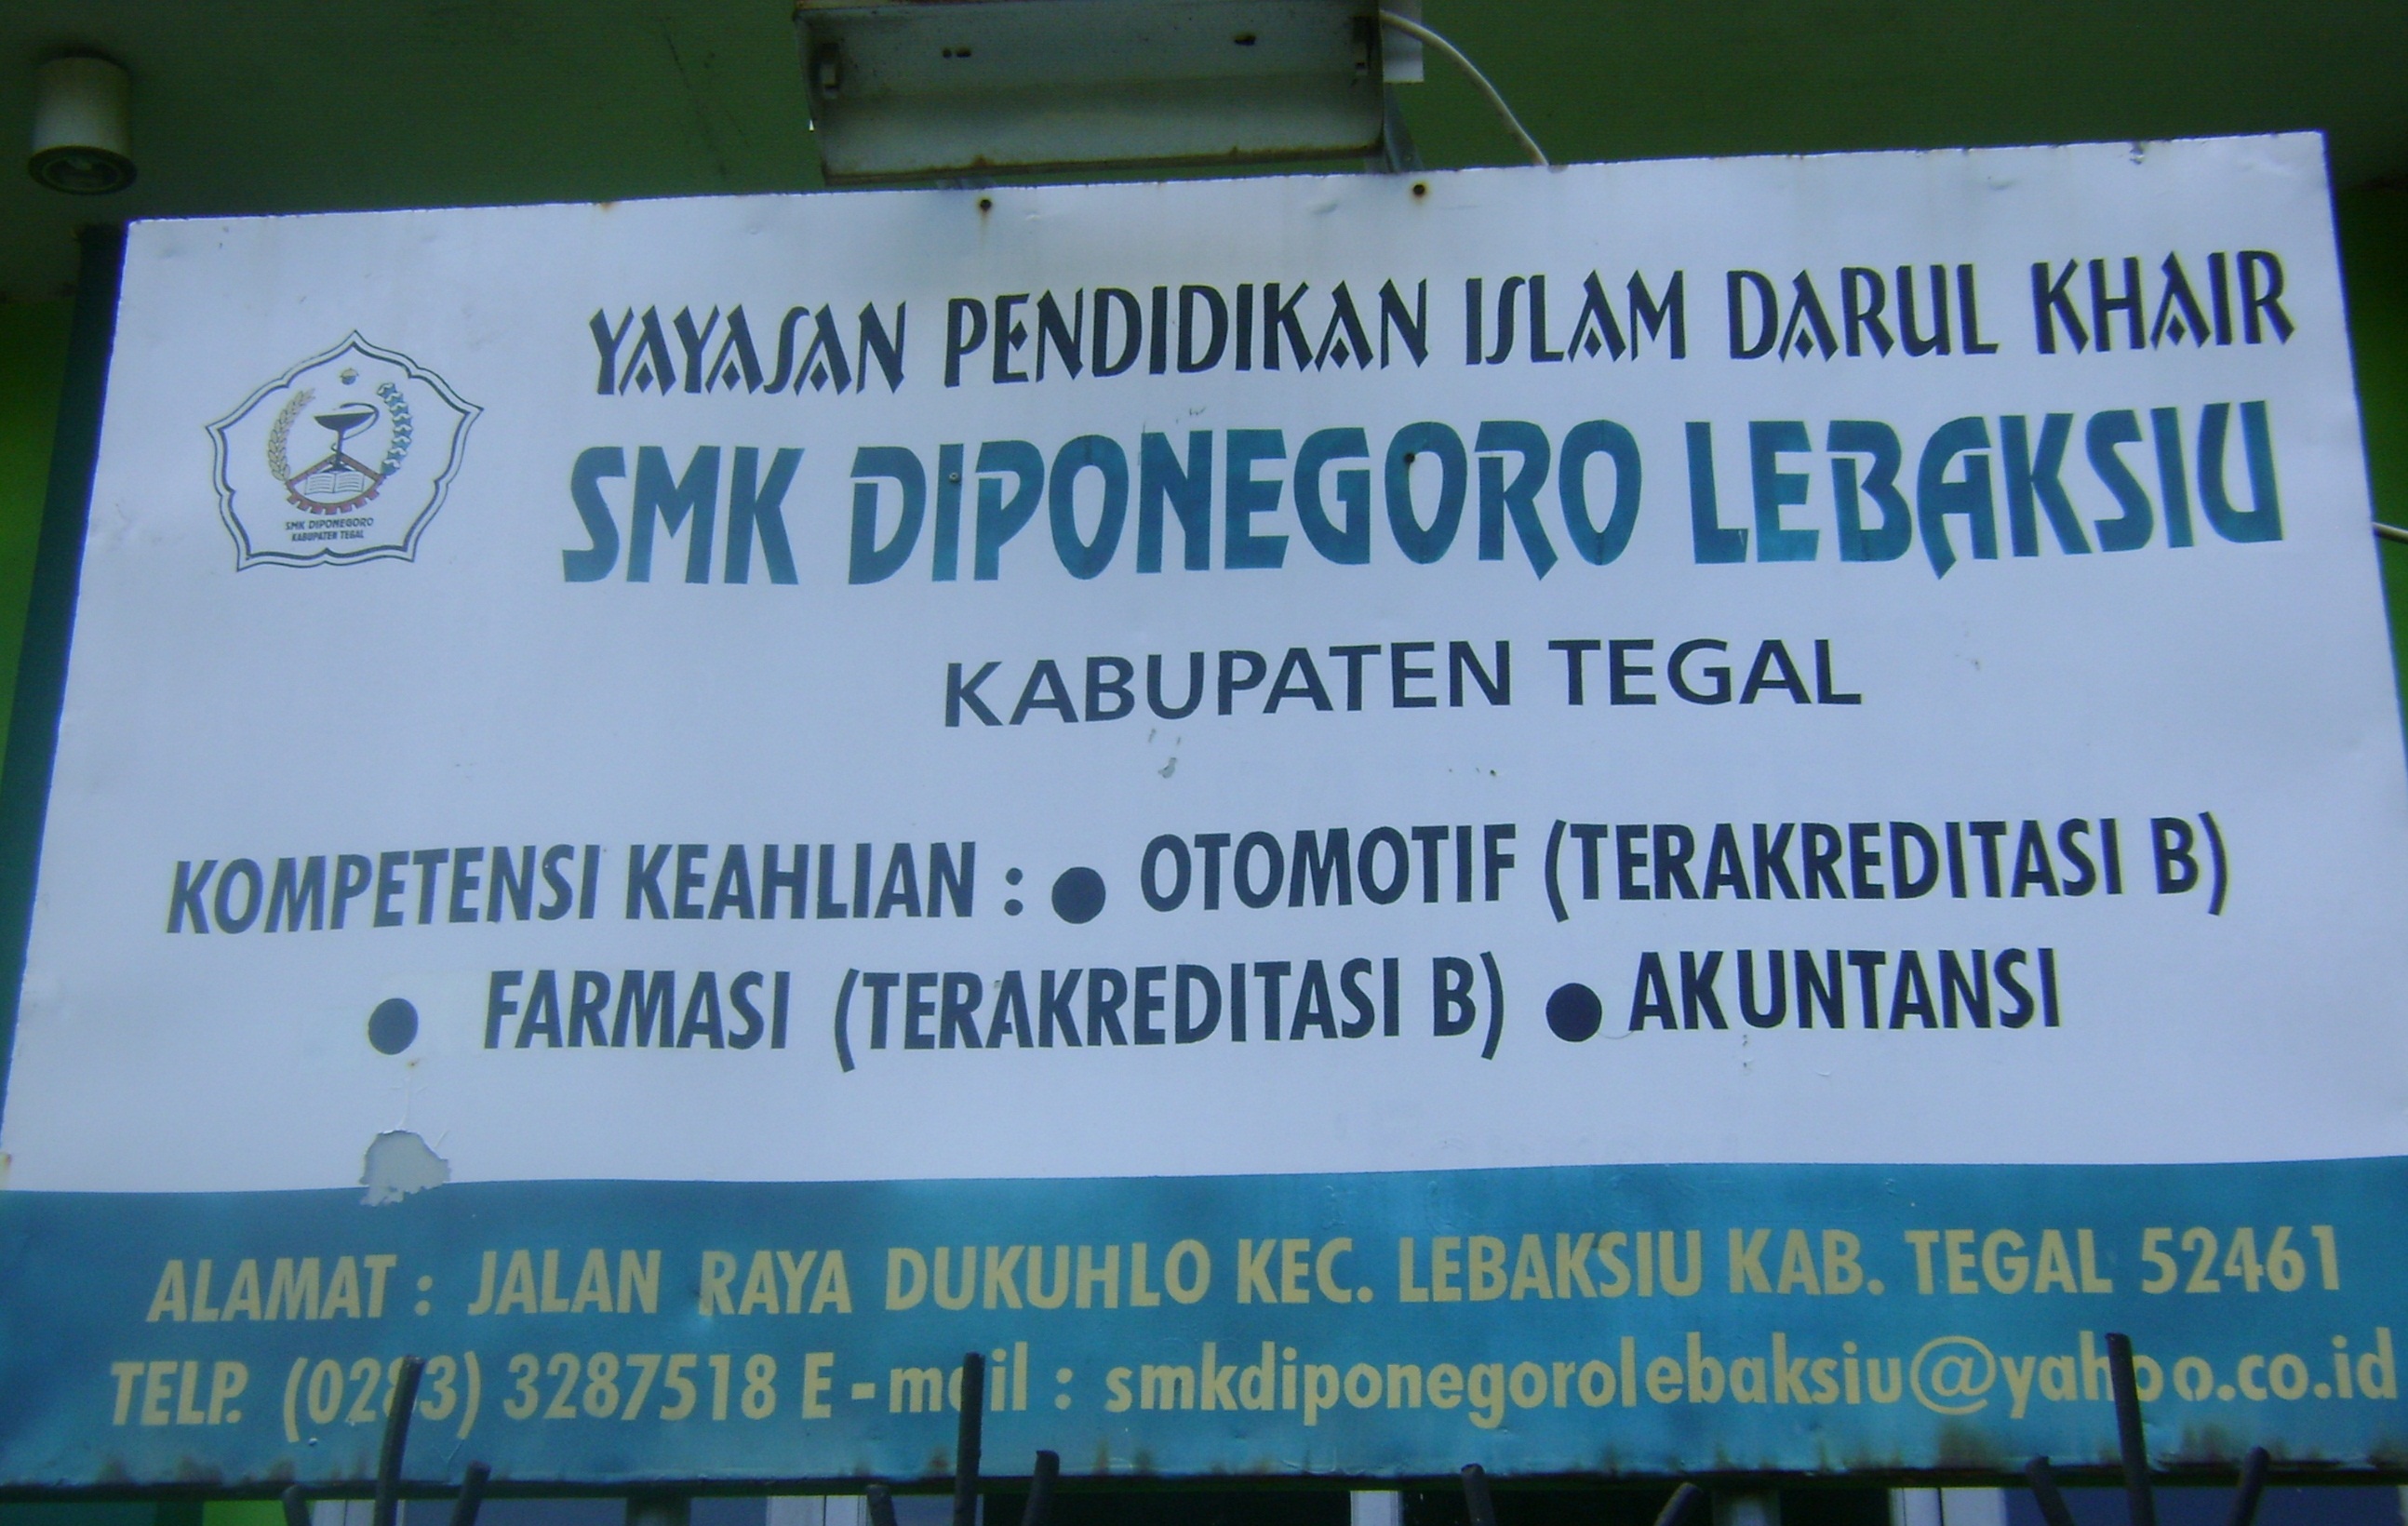 YAYASAN PENDIDIKAN ISLAM DARUL KHAIR
SMK DIPONEGORO LEBAKSIU
SMK DIPONEGORO
KABUPATEN TEGAL
KABUPATEN TEGAL
KOMPETENSI KEAHLIAN : ● OTOMOTIF (TERAKREDITASI B)
● FARMASI (TERAKREDITASI B) ● AKUNTANSI
ALAMAT : JALAN RAYA DUKUHLO KEC. LEBAKSIU KAB. TEGAL 52461
TELP. (0283) 3287518 E - mail : smkdiponegorolebaksiu@yahoo.co.id